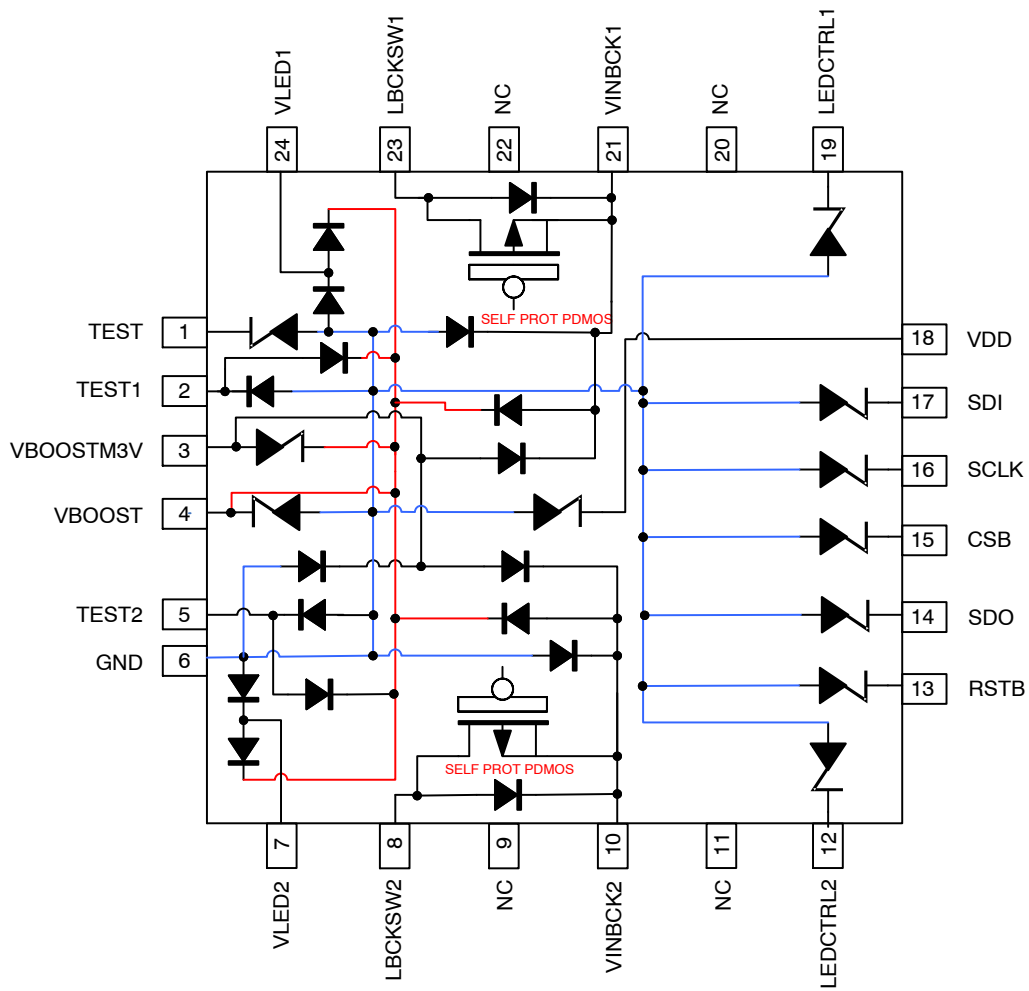 VLED1
LBCKSW1
NC
VINBCK1
NC
LEDCTRL1
24
23
22
21
20
19
SELF PROT PDMOS
TEST 1
TEST1 2
VBOOSTM3V 3
VBOOST 4
TEST2 5
GND 6
18 VDD
17 SDI
16 SCLK
15 CSB
14 SDO
13 RSTB
SELF PROT PDMOS
7
8
9
10
11
12
VLED2
LBCKSW2
NC
VINBCK2
NC
LEDCTRL2